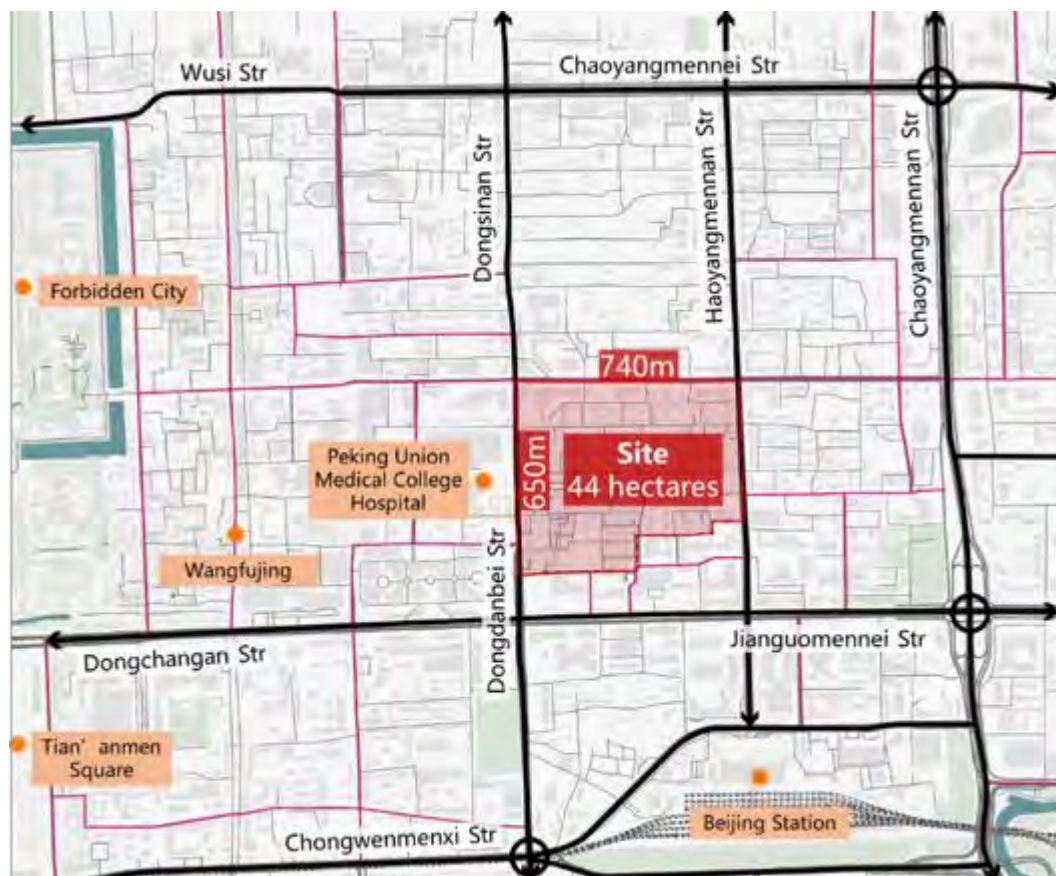 Wusi Str
Chaoyangmennei Str
Dongsinan Str
Haoyangmennan Str
Chaoyangmennan Str
Forbidden City
740m
650m
Site
44 hectares
Peking Union
Medical College
Hospital
Wangfujing
Dongdanbei Str
Dongchangan Str
Jianguomennei Str
Tian’anmen
Square
Beijing Station
Chongwenmenxi Str